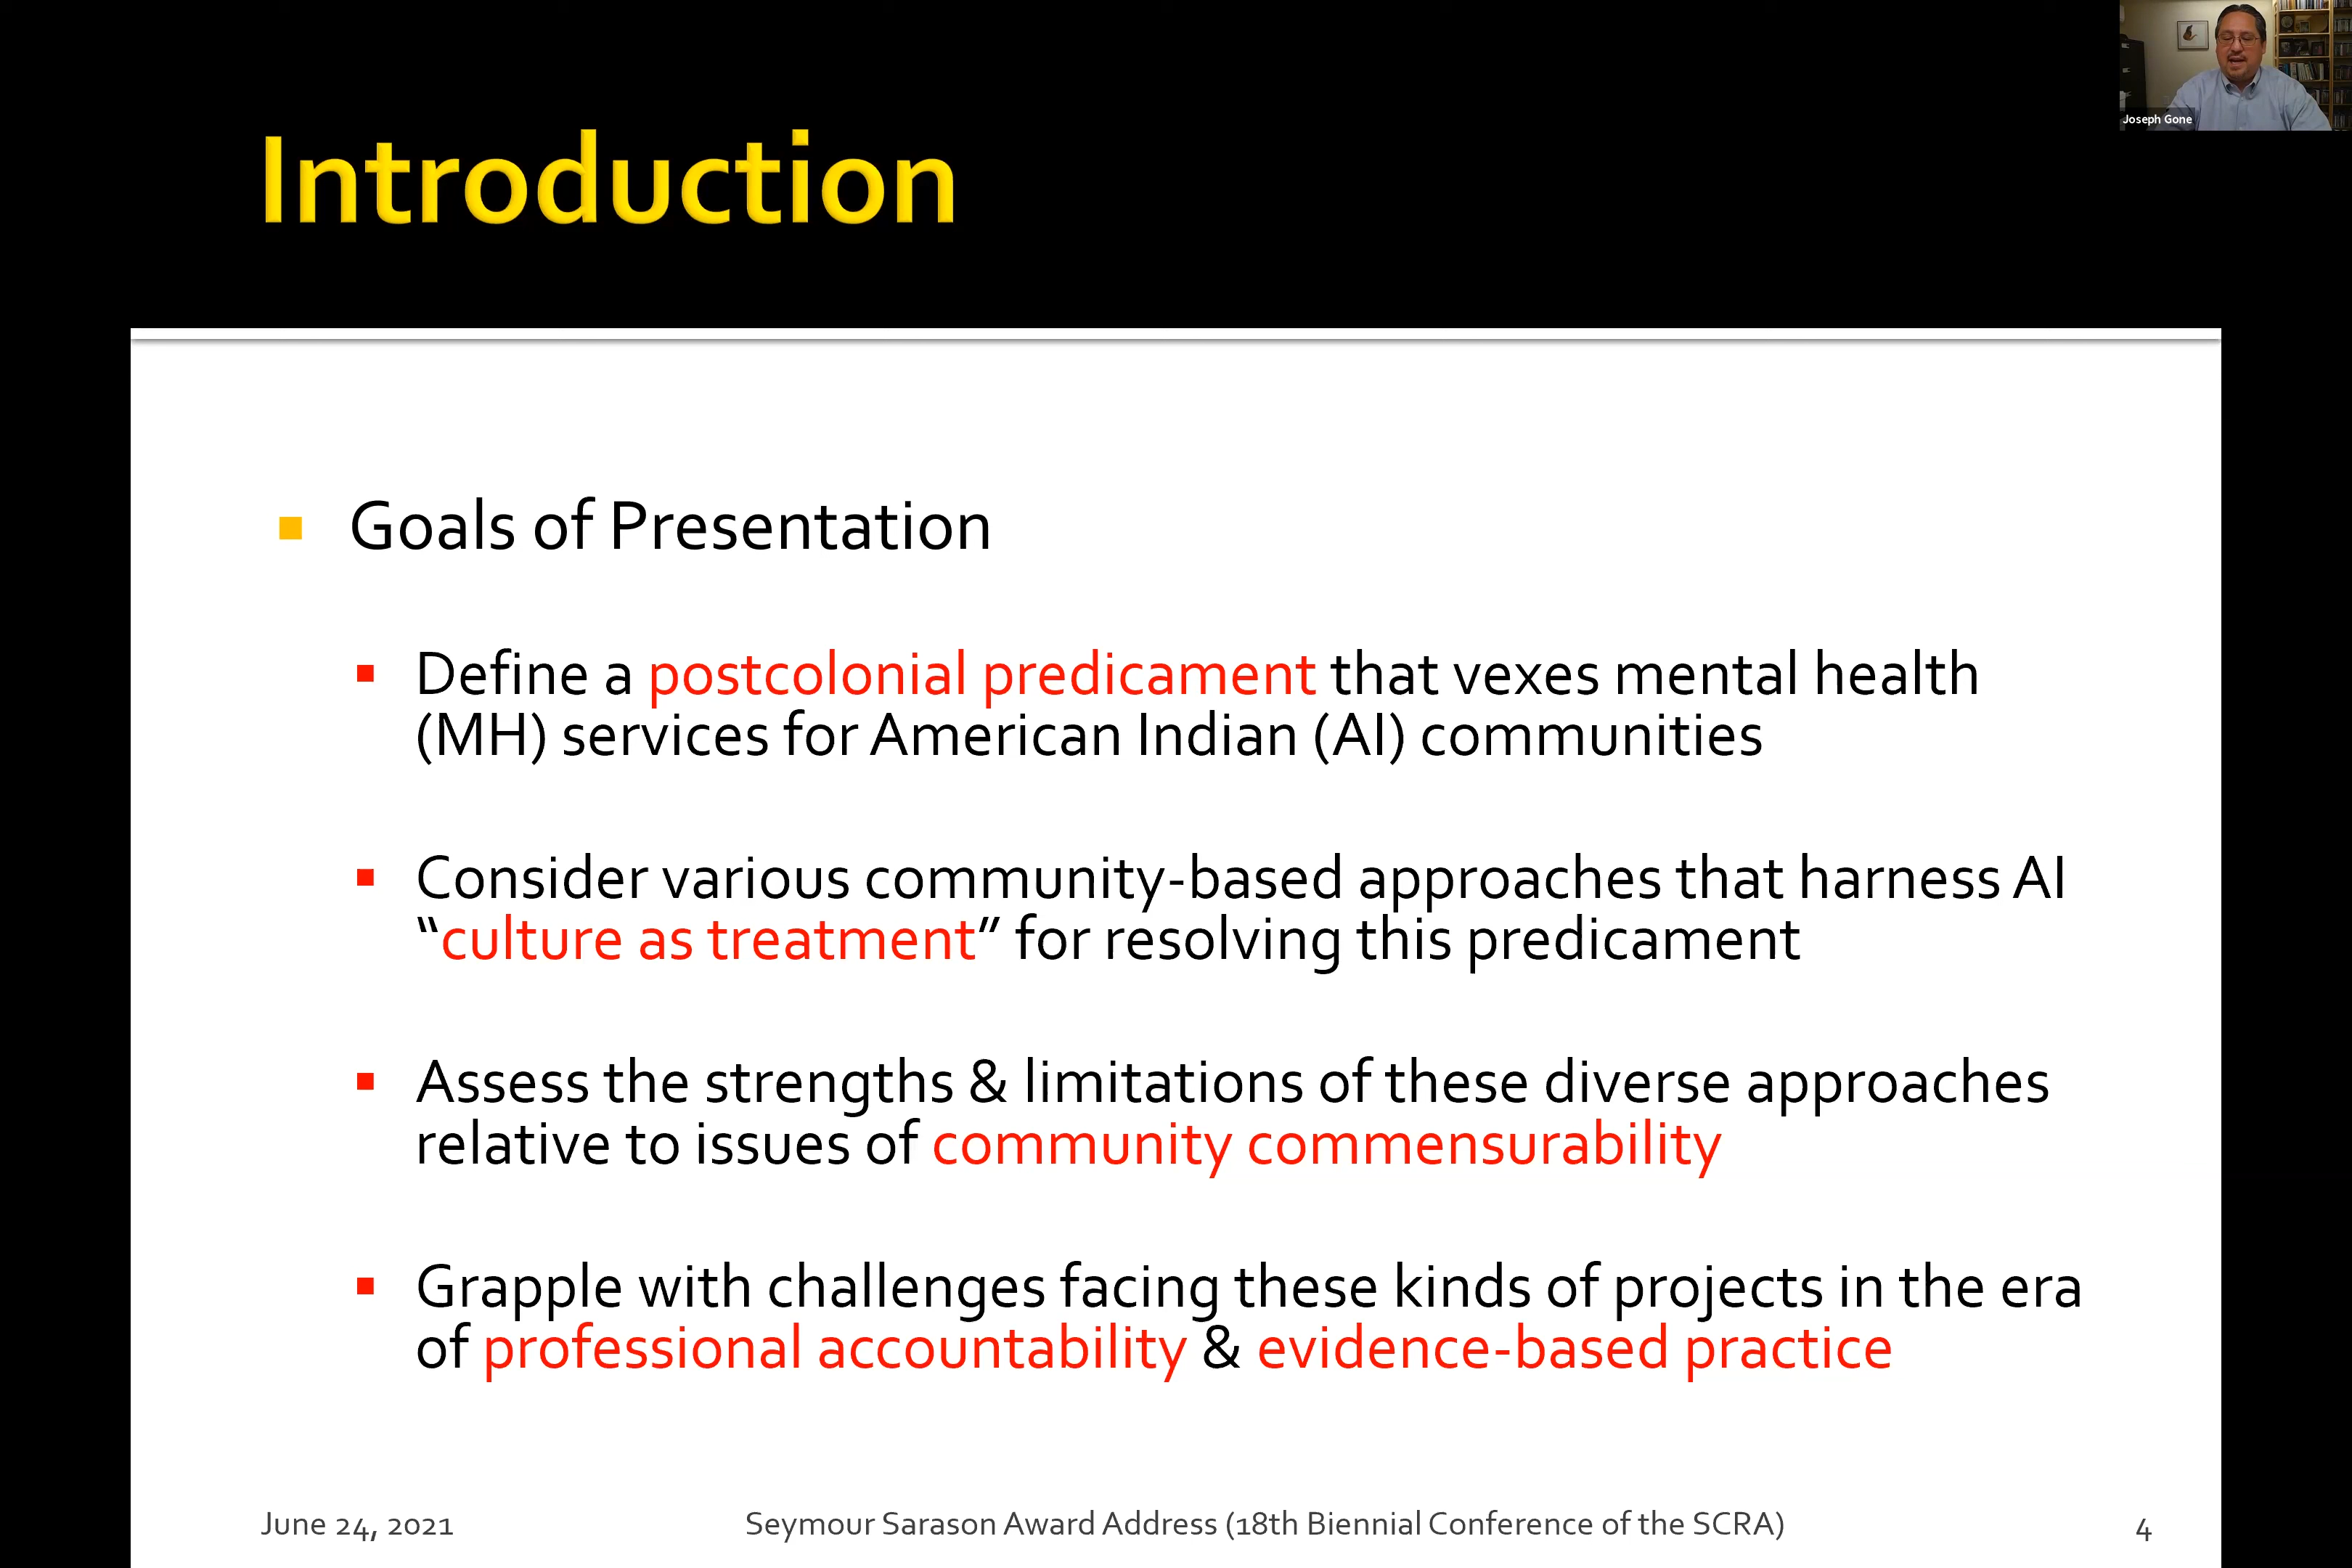 Joseph Gone
Introduction
Goals of Presentation
Define a postcolonial predicament that vexes mental health
(MH) services for American Indian (AI) communities
Consider various community-based approaches that harness AI
“culture as treatment” for resolving this predicament
Assess the strengths & limitations of these diverse approaches
relative to issues of community commensurability
Grapple with challenges facing these kinds of projects in the era
of professional accountability & evidence-based practice
June 24, 2021
Seymour Sarason Award Address (18th Biennial Conference of the SCRA)
4